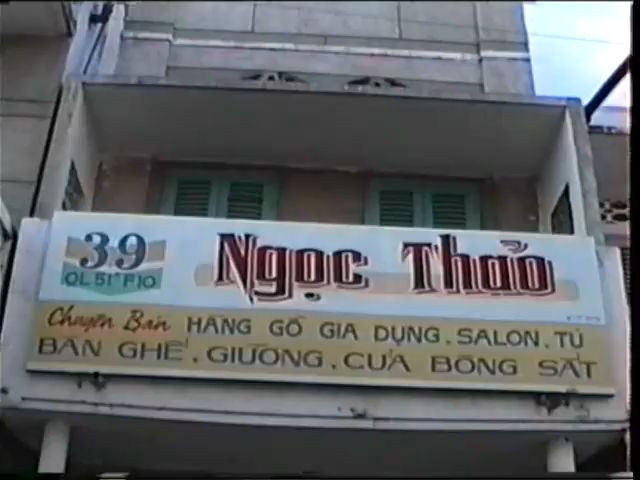 39
QL 51ᴬ F10
Ngọc Thảo
Chuyên Bán HÀNG GỖ GIA DỤNG . SALON . TỦ
BÀN GHẾ . GIƯỜNG . CỬA BÔNG SẮT